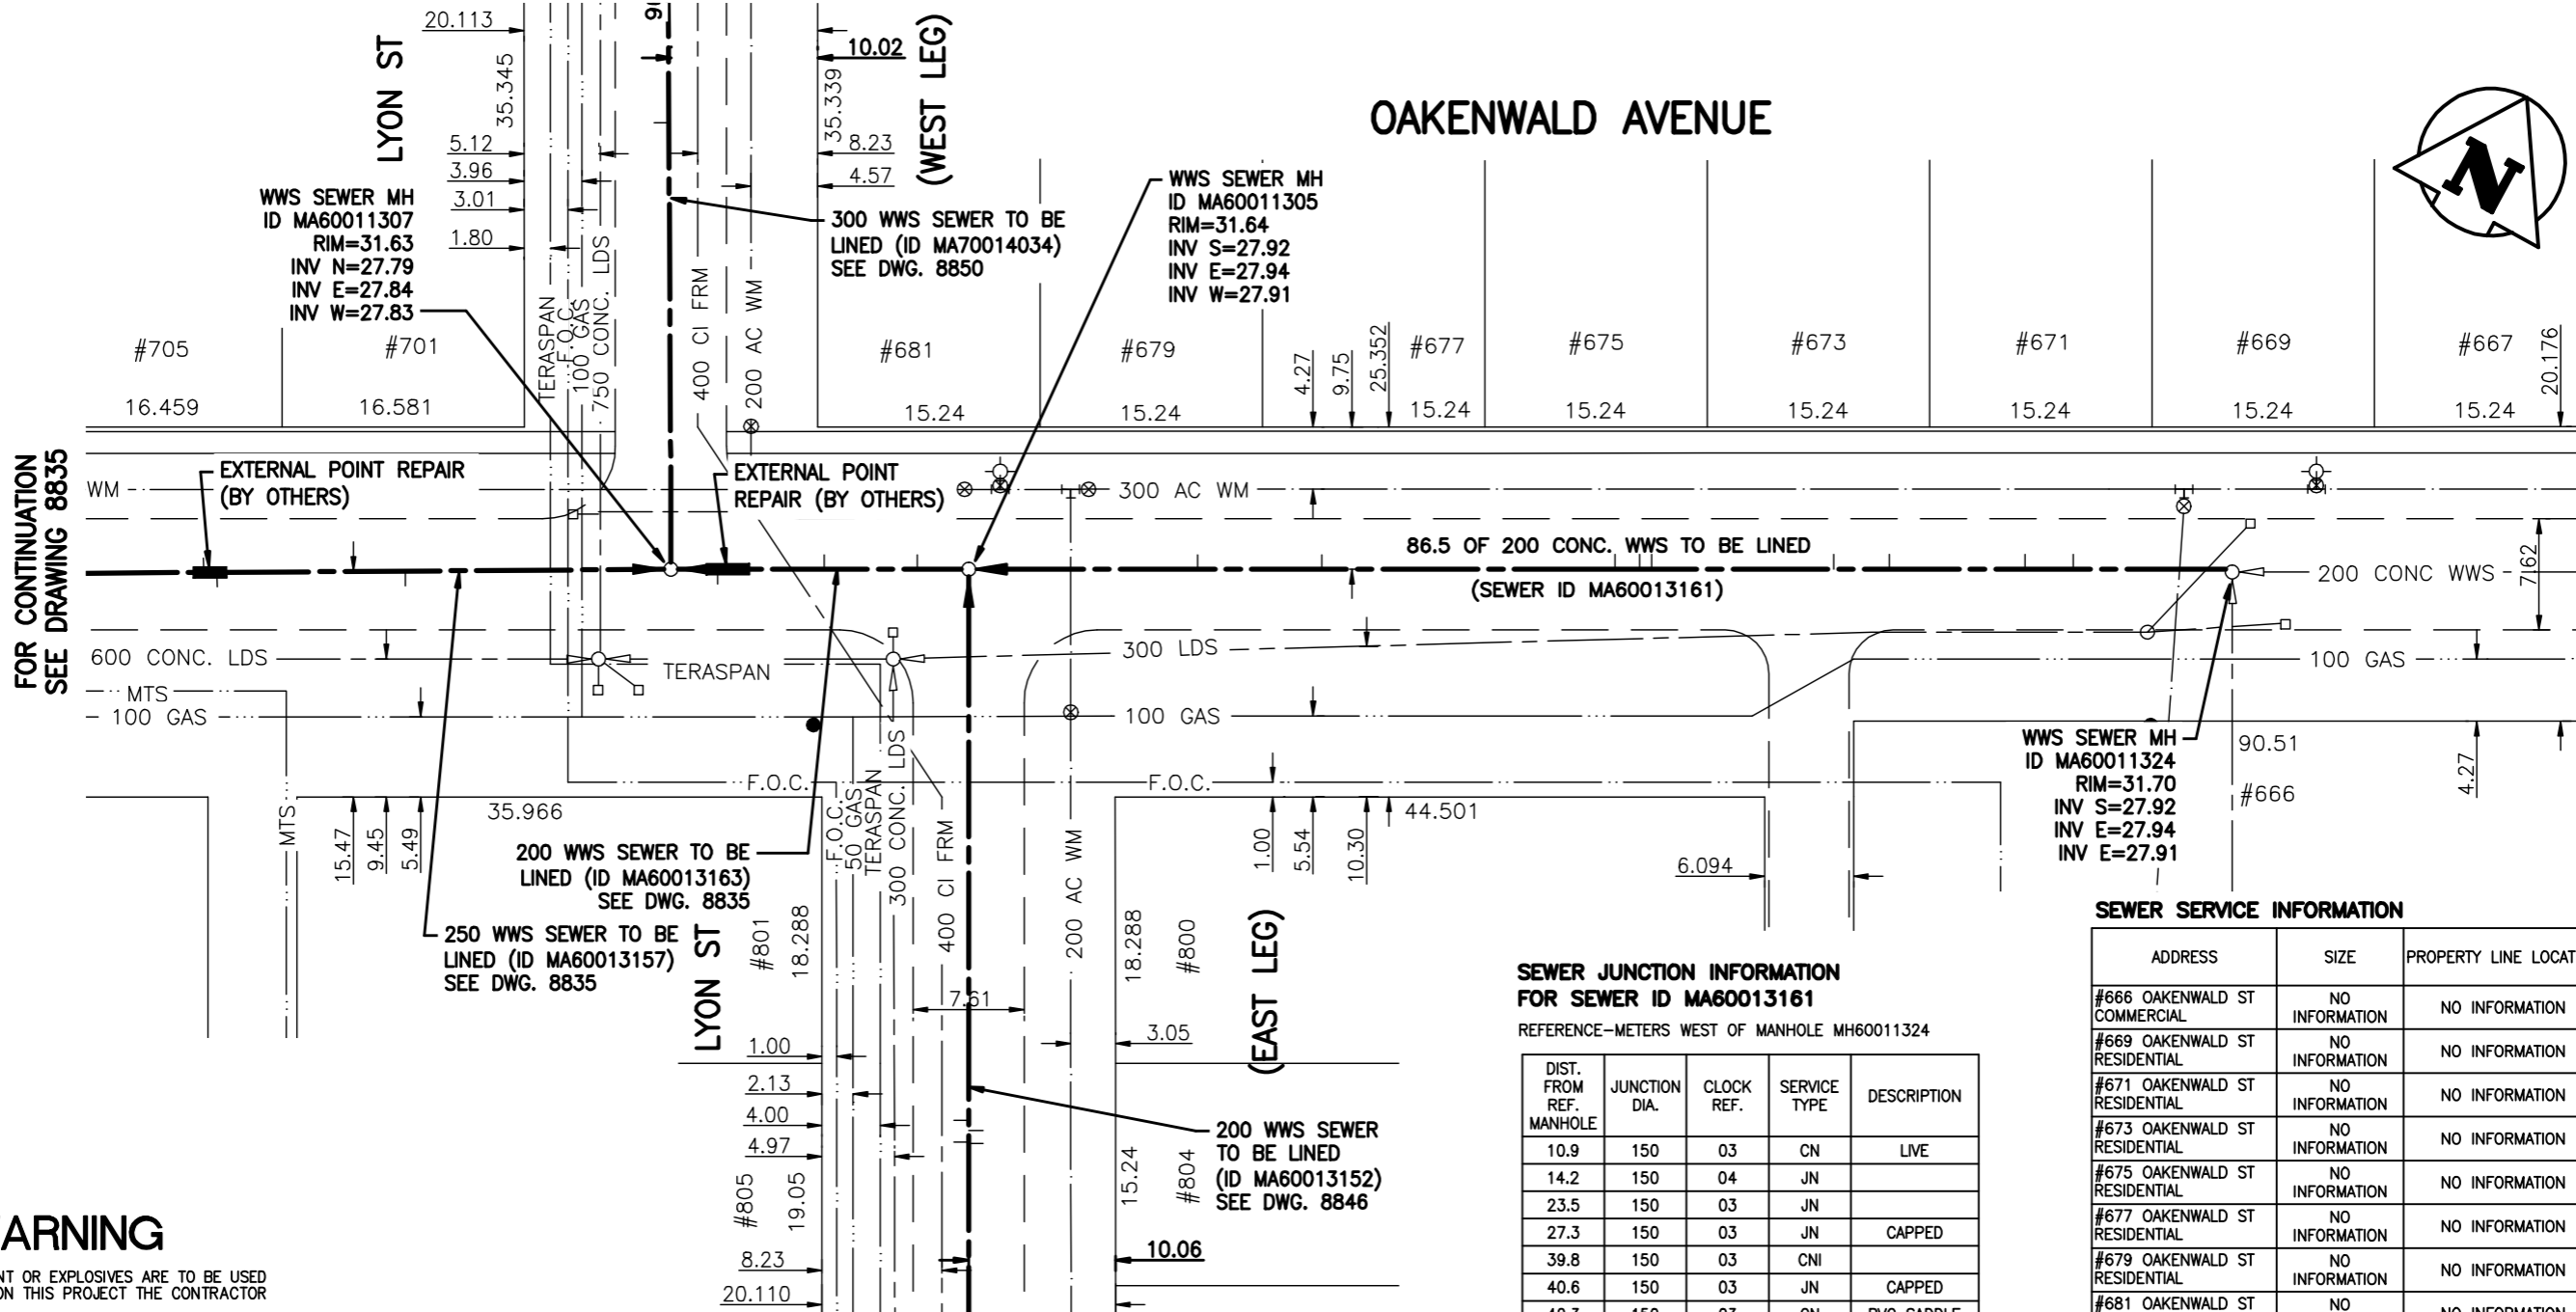 OAKENWALD AVENUE
N
LYON ST
(WEST LEG)
20.113
35.345
5.12
3.96
3.01
1.80
10.02
35.339
8.23
4.57
WWS SEWER MH
ID MA60011307
RIM=31.63
INV N=27.79
INV E=27.84
INV W=27.83
300 WWS SEWER TO BE
LINED (ID MA70014034)
SEE DWG. 8850
WWS SEWER MH
ID MA60011305
RIM=31.64
INV S=27.92
INV E=27.94
INV W=27.91
TERASPAN
F.O.C.
100 GAS
750 CONC. LDS
400 CI FRM
200 AC WM
#705
#701
#681
#679
#677
#675
#673
#671
#669
#667
16.459
16.581
15.24
15.24
4.27
9.75
25.352
15.24
15.24
15.24
15.24
15.24
15.24
20.176
FOR CONTINUATION
SEE DRAWING 8835
WM
EXTERNAL POINT REPAIR
(BY OTHERS)
EXTERNAL POINT
REPAIR (BY OTHERS)
300 AC WM
86.5 OF 200 CONC. WWS TO BE LINED
(SEWER ID MA60013161)
200 CONC WWS
7.62
600 CONC. LDS
TERASPAN
300 LDS
100 GAS
MTS
100 GAS
100 GAS
MTS
F.O.C.
F.O.C.
15.47
9.45
5.49
35.966
44.501
1.00
5.54
10.30
6.094
90.51
#666
4.27
WWS SEWER MH
ID MA60011324
RIM=31.70
INV S=27.92
INV E=27.94
INV E=27.91
200 WWS SEWER TO BE
LINED (ID MA60013163)
SEE DWG. 8835
250 WWS SEWER TO BE
LINED (ID MA60013157)
SEE DWG. 8835
F.O.C.
50 GAS
TERASPAN
300 CONC. LDS
400 CI FRM
200 AC WM
LYON ST
(EAST LEG)
#801
18.288
18.288
#800
7.61
3.05
1.00
2.13
4.00
4.97
#805
19.05
8.23
20.110
15.24
#804
10.06
200 WWS SEWER
TO BE LINED
(ID MA60013152)
SEE DWG. 8846
ARNING
NT OR EXPLOSIVES ARE TO BE USED
ON THIS PROJECT THE CONTRACTOR
SEWER JUNCTION INFORMATION
FOR SEWER ID MA60013161
REFERENCE-METERS WEST OF MANHOLE MH60011324
DIST. FROM REF. MANHOLE JUNCTION DIA. CLOCK REF. SERVICE TYPE DESCRIPTION
10.9 150 03 CN LIVE
14.2 150 04 JN
23.5 150 03 JN
27.3 150 03 JN CAPPED
39.8 150 03 CNI
40.6 150 03 JN CAPPED
SEWER SERVICE INFORMATION
ADDRESS SIZE PROPERTY LINE LOCAT
#666 OAKENWALD ST COMMERCIAL NO INFORMATION NO INFORMATION
#669 OAKENWALD ST RESIDENTIAL NO INFORMATION NO INFORMATION
#671 OAKENWALD ST RESIDENTIAL NO INFORMATION NO INFORMATION
#673 OAKENWALD ST RESIDENTIAL NO INFORMATION NO INFORMATION
#675 OAKENWALD ST RESIDENTIAL NO INFORMATION NO INFORMATION
#677 OAKENWALD ST RESIDENTIAL NO INFORMATION NO INFORMATION
#679 OAKENWALD ST RESIDENTIAL NO INFORMATION NO INFORMATION
#681 OAKENWALD ST NO